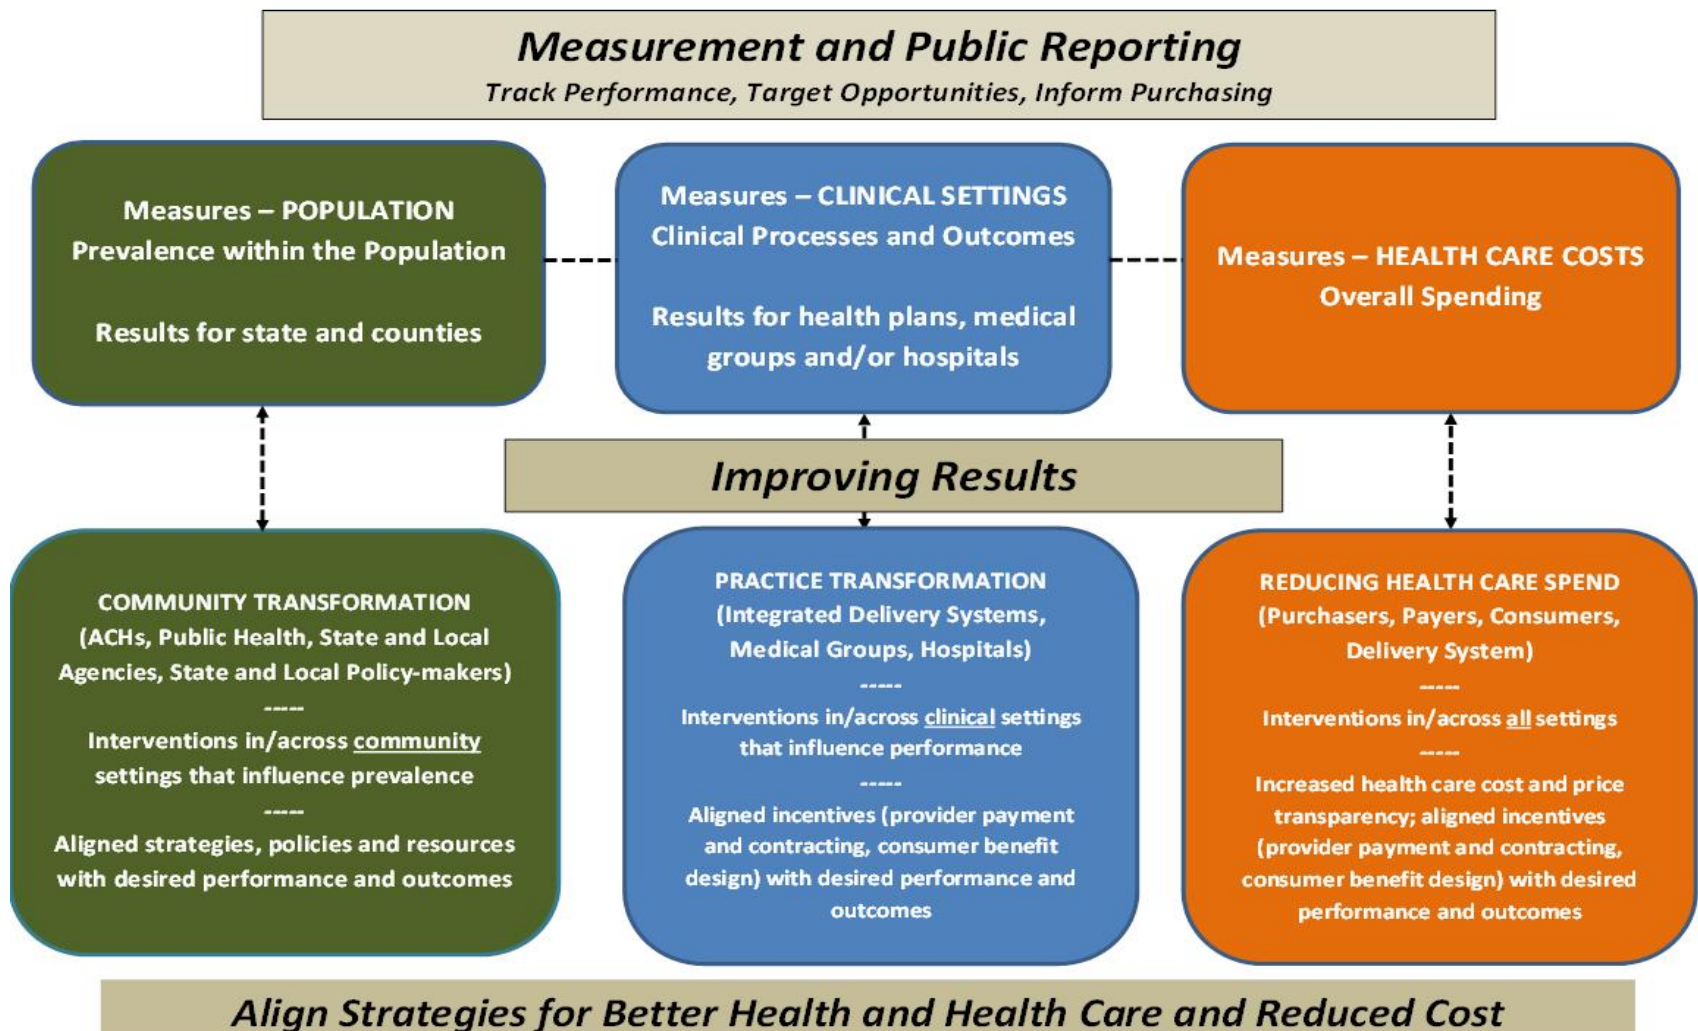 Measurement and Public Reporting
Track Performance, Target Opportunities, Inform Purchasing
Measures – POPULATION
Prevalence within the Population
Results for state and counties
Measures – CLINICAL SETTINGS
Clinical Processes and Outcomes
Results for health plans, medical
groups and/or hospitals
Measures – HEALTH CARE COSTS
Overall Spending
Improving Results
COMMUNITY TRANSFORMATION
(ACHs, Public Health, State and Local
Agencies, State and Local Policy-makers)
-----
Interventions in/across community
settings that influence prevalence
-----
Aligned strategies, policies and resources
with desired performance and outcomes
PRACTICE TRANSFORMATION
(Integrated Delivery Systems,
Medical Groups, Hospitals)
-----
Interventions in/across clinical settings
that influence performance
-----
Aligned incentives (provider payment
and contracting, consumer benefit
design) with desired performance and
outcomes
REDUCING HEALTH CARE SPEND
(Purchasers, Payers, Consumers,
Delivery System)
-----
Interventions in/across all settings
-----
Increased health care cost and price
transparency; aligned incentives
(provider payment and contracting,
consumer benefit design) with desired
performance and outcomes
Align Strategies for Better Health and Health Care and Reduced Cost